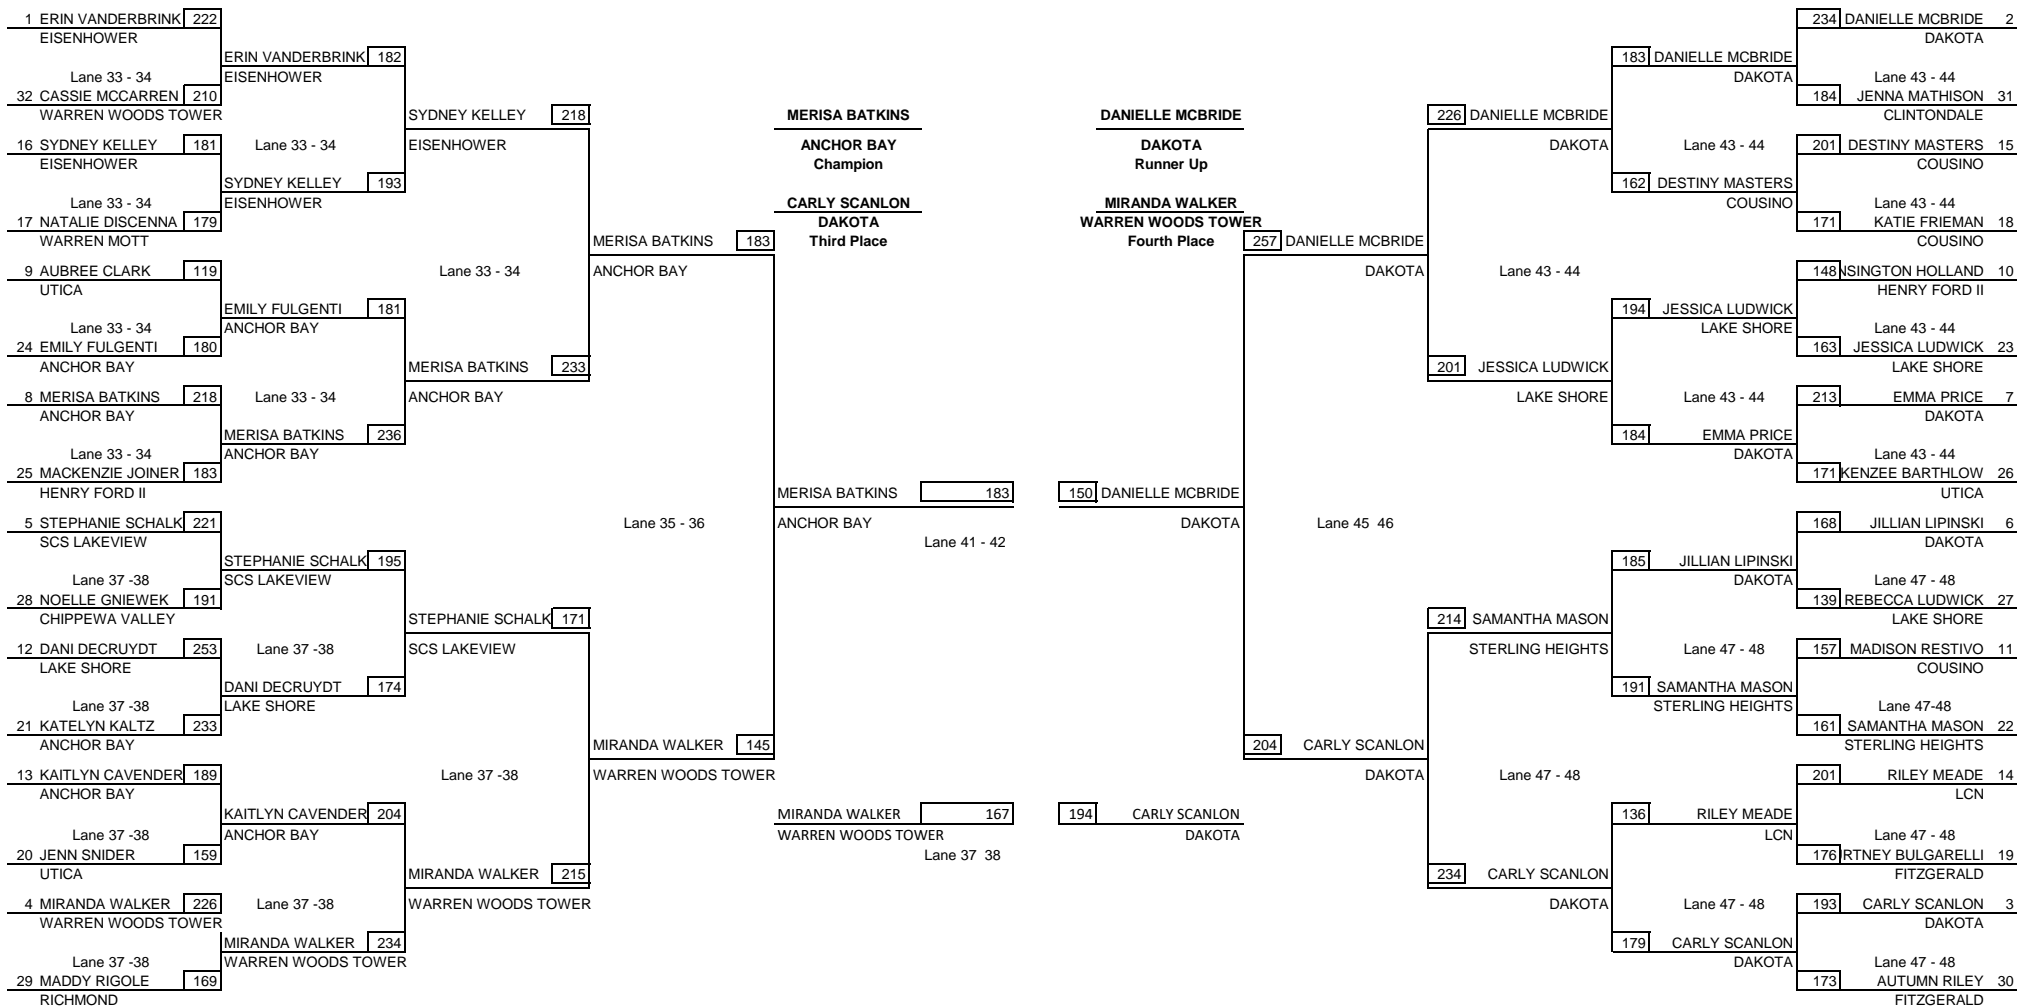 1 ERIN VANDERBRINK 222
EISENHOWER
Lane 33 - 34
32 CASSIE MCCARREN 210
WARREN WOODS TOWER
16 SYDNEY KELLEY 181
EISENHOWER
Lane 33 - 34
17 NATALIE DISCENNA 179
WARREN MOTT
9 AUBREE CLARK 119
UTICA
Lane 33 - 34
24 EMILY FULGENTI 180
ANCHOR BAY
8 MERISA BATKINS 218
ANCHOR BAY
Lane 33 - 34
25 MACKENZIE JOINER 183
HENRY FORD II
5 STEPHANIE SCHALK 221
SCS LAKEVIEW
Lane 37 -38
28 NOELLE GNIEWEK 191
CHIPPEWA VALLEY
12 DANI DECRUYDT 253
LAKE SHORE
Lane 37 -38
21 KATELYN KALTZ 233
ANCHOR BAY
13 KAITLYN CAVENDER 189
ANCHOR BAY
Lane 37 -38
20 JENN SNIDER 159
UTICA
4 MIRANDA WALKER 226
WARREN WOODS TOWER
Lane 37 -38
29 MADDY RIGOLE 169
RICHMOND
ERIN VANDERBRINK 182
EISENHOWER
Lane 33 - 34
SYDNEY KELLEY 193
EISENHOWER
EMILY FULGENTI 181
ANCHOR BAY
Lane 33 - 34
MERISA BATKINS 236
ANCHOR BAY
STEPHANIE SCHALK 195
SCS LAKEVIEW
Lane 37 -38
DANI DECRUYDT 174
LAKE SHORE
KAITLYN CAVENDER 204
ANCHOR BAY
Lane 37 -38
MIRANDA WALKER 234
WARREN WOODS TOWER
SYDNEY KELLEY 218
EISENHOWER
Lane 33 - 34
MERISA BATKINS 233
ANCHOR BAY
STEPHANIE SCHALK 171
SCS LAKEVIEW
Lane 37 -38
MIRANDA WALKER 215
WARREN WOODS TOWER
MERISA BATKINS 183
ANCHOR BAY
Lane 35 - 36
MIRANDA WALKER 145
WARREN WOODS TOWER
MERISA BATKINS
ANCHOR BAY
Champion
CARLY SCANLON
DAKOTA
Third Place
DANIELLE MCBRIDE
DAKOTA
Runner Up
MIRANDA WALKER
WARREN WOODS TOWER
Fourth Place
MERISA BATKINS 183
ANCHOR BAY
Lane 41 - 42
150 DANIELLE MCBRIDE
DAKOTA
MIRANDA WALKER 167
WARREN WOODS TOWER
Lane 37 38
194 CARLY SCANLON
DAKOTA
257 DANIELLE MCBRIDE
DAKOTA
Lane 45 46
204 CARLY SCANLON
DAKOTA
226 DANIELLE MCBRIDE
DAKOTA
Lane 43 - 44
201 JESSICA LUDWICK
LAKE SHORE
214 SAMANTHA MASON
STERLING HEIGHTS
Lane 47 - 48
234 CARLY SCANLON
DAKOTA
183 DANIELLE MCBRIDE
DAKOTA
Lane 43 - 44
162 DESTINY MASTERS
COUSINO
194 JESSICA LUDWICK
LAKE SHORE
Lane 43 - 44
184 EMMA PRICE
DAKOTA
185 JILLIAN LIPINSKI
DAKOTA
Lane 47 - 48
191 SAMANTHA MASON
STERLING HEIGHTS
136 RILEY MEADE
LCN
Lane 47 - 48
179 CARLY SCANLON
DAKOTA
234 DANIELLE MCBRIDE 2
DAKOTA
Lane 43 - 44
184 JENNA MATHISON 31
CLINTONDALE
201 DESTINY MASTERS 15
COUSINO
Lane 43 - 44
171 KATIE FRIEMAN 18
COUSINO
148 NSINGTON HOLLAND 10
HENRY FORD II
Lane 43 - 44
163 JESSICA LUDWICK 23
LAKE SHORE
213 EMMA PRICE 7
DAKOTA
Lane 43 - 44
171 KENZEE BARTHLOW 26
UTICA
168 JILLIAN LIPINSKI 6
DAKOTA
Lane 47 - 48
139 REBECCA LUDWICK 27
LAKE SHORE
157 MADISON RESTIVO 11
COUSINO
Lane 47-48
161 SAMANTHA MASON 22
STERLING HEIGHTS
201 RILEY MEADE 14
LCN
Lane 47 - 48
176 RTNEY BULGARELLI 19
FITZGERALD
193 CARLY SCANLON 3
DAKOTA
Lane 47 - 48
173 AUTUMN RILEY 30
FITZGERALD